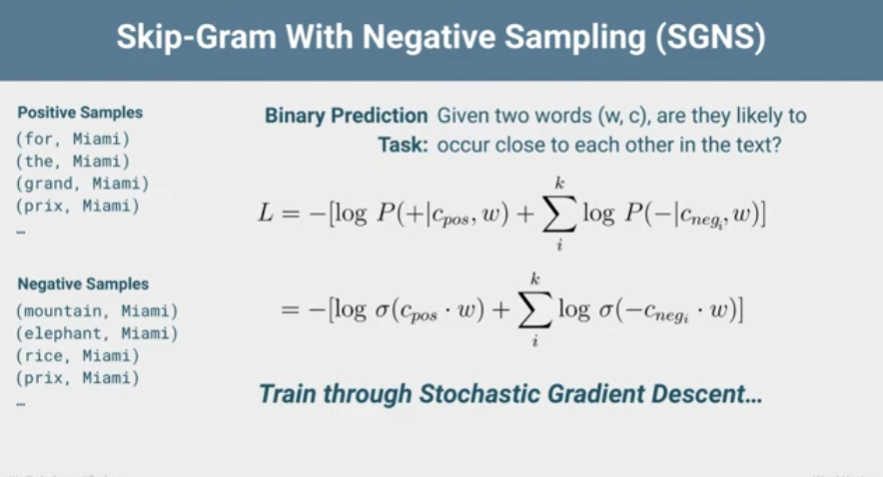 Skip-Gram With Negative Sampling (SGNS)
Positive Samples
(for, Miami)
(the, Miami)
(grand, Miami)
(prix, Miami)
…
Negative Samples
(mountain, Miami)
(elephant, Miami)
(rice, Miami)
(prix, Miami)
…
Binary Prediction Given two words (w, c), are they likely to
Task: occur close to each other in the text?
L = −[log P(+|c_pos, w) + ∑_i^k log P(−|c_neg_i, w)]
= −[log σ(c_pos · w) + ∑_i^k log σ(−c_neg_i · w)]
Train through Stochastic Gradient Descent…